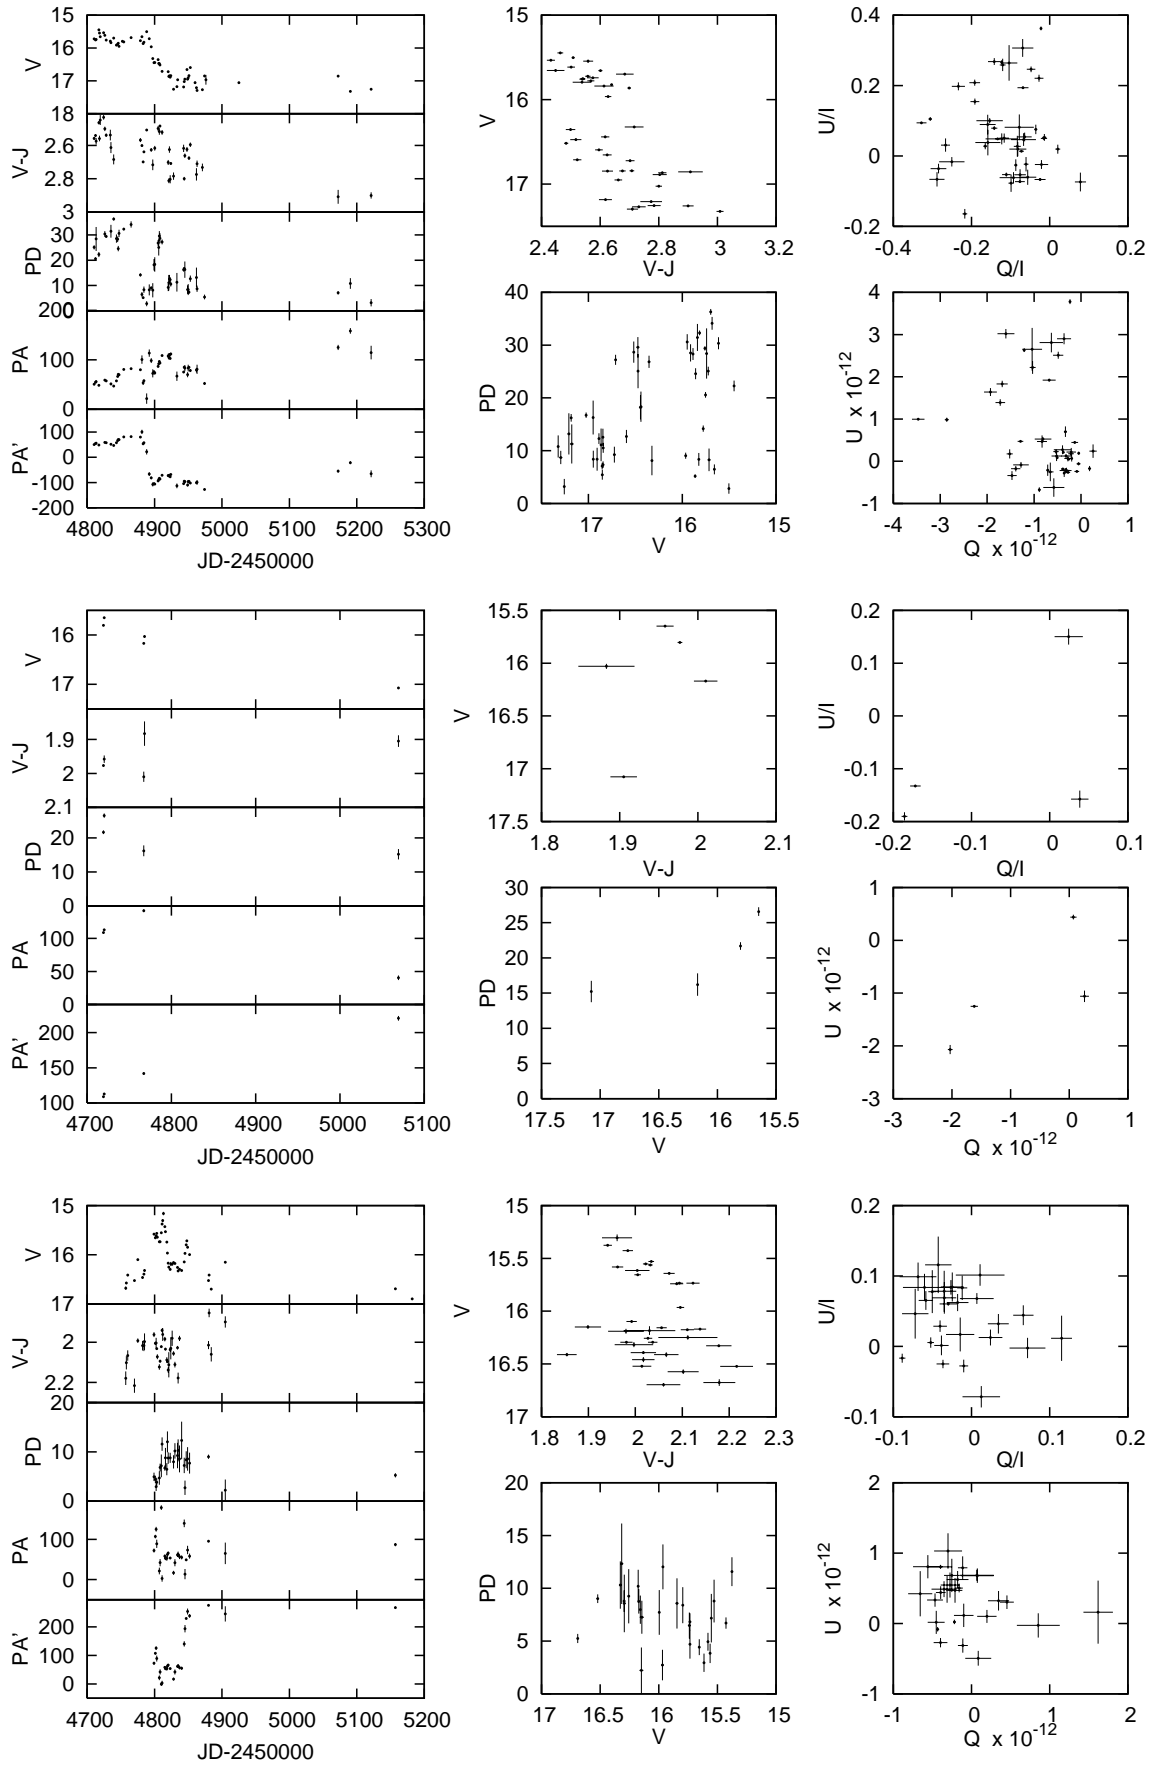 15
16
17
18
V
2.6
2.8
3
V-J
30
20
10
0
PD
200
100
0
PA
100
0
-100
-200
PA'
4800 4900 5000 5100 5200 5300
JD-2450000
15
16
17
V
2.4 2.6 2.8 3 3.2
V-J
0.4
0.2
0
-0.2
U/I
-0.4 -0.2 0 0.2
Q/I
40
30
20
10
0
PD
17 16 15
V
4
3
2
1
0
-1
U x 10-12
-4 -3 -2 -1 0 1
Q x 10-12
16
17
V
1.9
2
2.1
V-J
20
10
0
PD
100
50
0
PA
200
150
100
PA'
4700 4800 4900 5000 5100
JD-2450000
15.5
16
16.5
17
17.5
V
1.8 1.9 2 2.1
V-J
0.2
0.1
0
-0.1
-0.2
U/I
-0.2 -0.1 0 0.1
Q/I
30
25
20
15
10
5
0
PD
17.5 17 16.5 16 15.5
V
1
0
-1
-2
-3
U x 10-12
-3 -2 -1 0 1
Q x 10-12
15
16
17
V
2
2.2
V-J
20
10
0
PD
100
0
PA
200
100
0
PA'
4700 4800 4900 5000 5100 5200
JD-2450000
15
15.5
16
16.5
17
V
1.8 1.9 2 2.1 2.2 2.3
V-J
0.2
0.1
0
-0.1
U/I
-0.1 0 0.1 0.2
Q/I
20
15
10
5
0
PD
17 16.5 16 15.5 15
V
2
1
0
-1
U x 10-12
-1 0 1 2
Q x 10-12